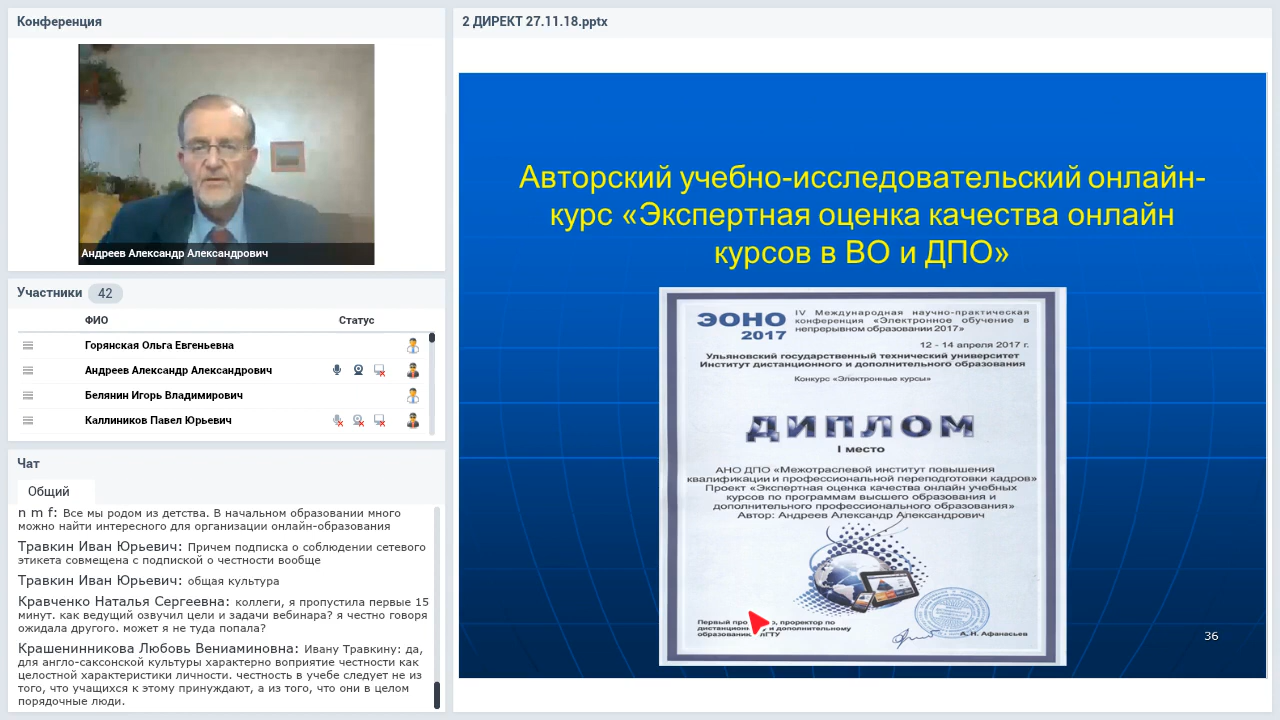 Конференция
Андреев Александр Александрович
Участники 42
ФИО Статус
Горянская Ольга Евгеньевна
Андреев Александр Александрович
Белянин Игорь Владимирович
Каллиников Павел Юрьевич
Чат
Общий
n m f: Все мы родом из детства. В начальном образовании много
можно найти интересного для организации онлайн-образования
Травкин Иван Юрьевич: Причем подписка о соблюдении сетевого
этикета совмещена с подпиской о честности вообще
Травкин Иван Юрьевич: общая культура
Кравченко Наталья Сергеевна: коллеги, я пропустила первые 15
минут. как ведущий озвучил цели и задачи вебинара? я честно говоря
ожидала другого. может я не туда попала?
Крашенинникова Любовь Вениаминовна: Ивану Травкину: да,
для англо-саксонской культуры характерно воприятие честности как
целостной характеристики личности. честность в учебе следует не из
того, что учащихся к этому принуждают, а из того, что они в целом
порядочные люди.
2 ДИРЕКТ 27.11.18.pptx
Авторский учебно-исследовательский онлайн-
курс «Экспертная оценка качества онлайн
курсов в ВО и ДПО»
ЭОНО
2017
IV Международная научно-практическая
конференция «Электронное обучение в
непрерывном образовании 2017»
12 - 14 апреля 2017 г.
Ульяновский государственный технический университет
Институт дистанционного и дополнительного образования
Конкурс «Электронные курсы»
ДИПЛОМ
I место
АНО ДПО «Межотраслевой институт повышения
квалификации и профессиональной переподготовки кадров»
Проект «Экспертная оценка качества онлайн учебных
курсов по программам высшего образования и
дополнительного профессионального образования»
Автор: Андреев Александр Александрович
Первый проректор, проректор по
дистанционному и дополнительному
образованию УлГТУ
А. Н. Афанасьев
36